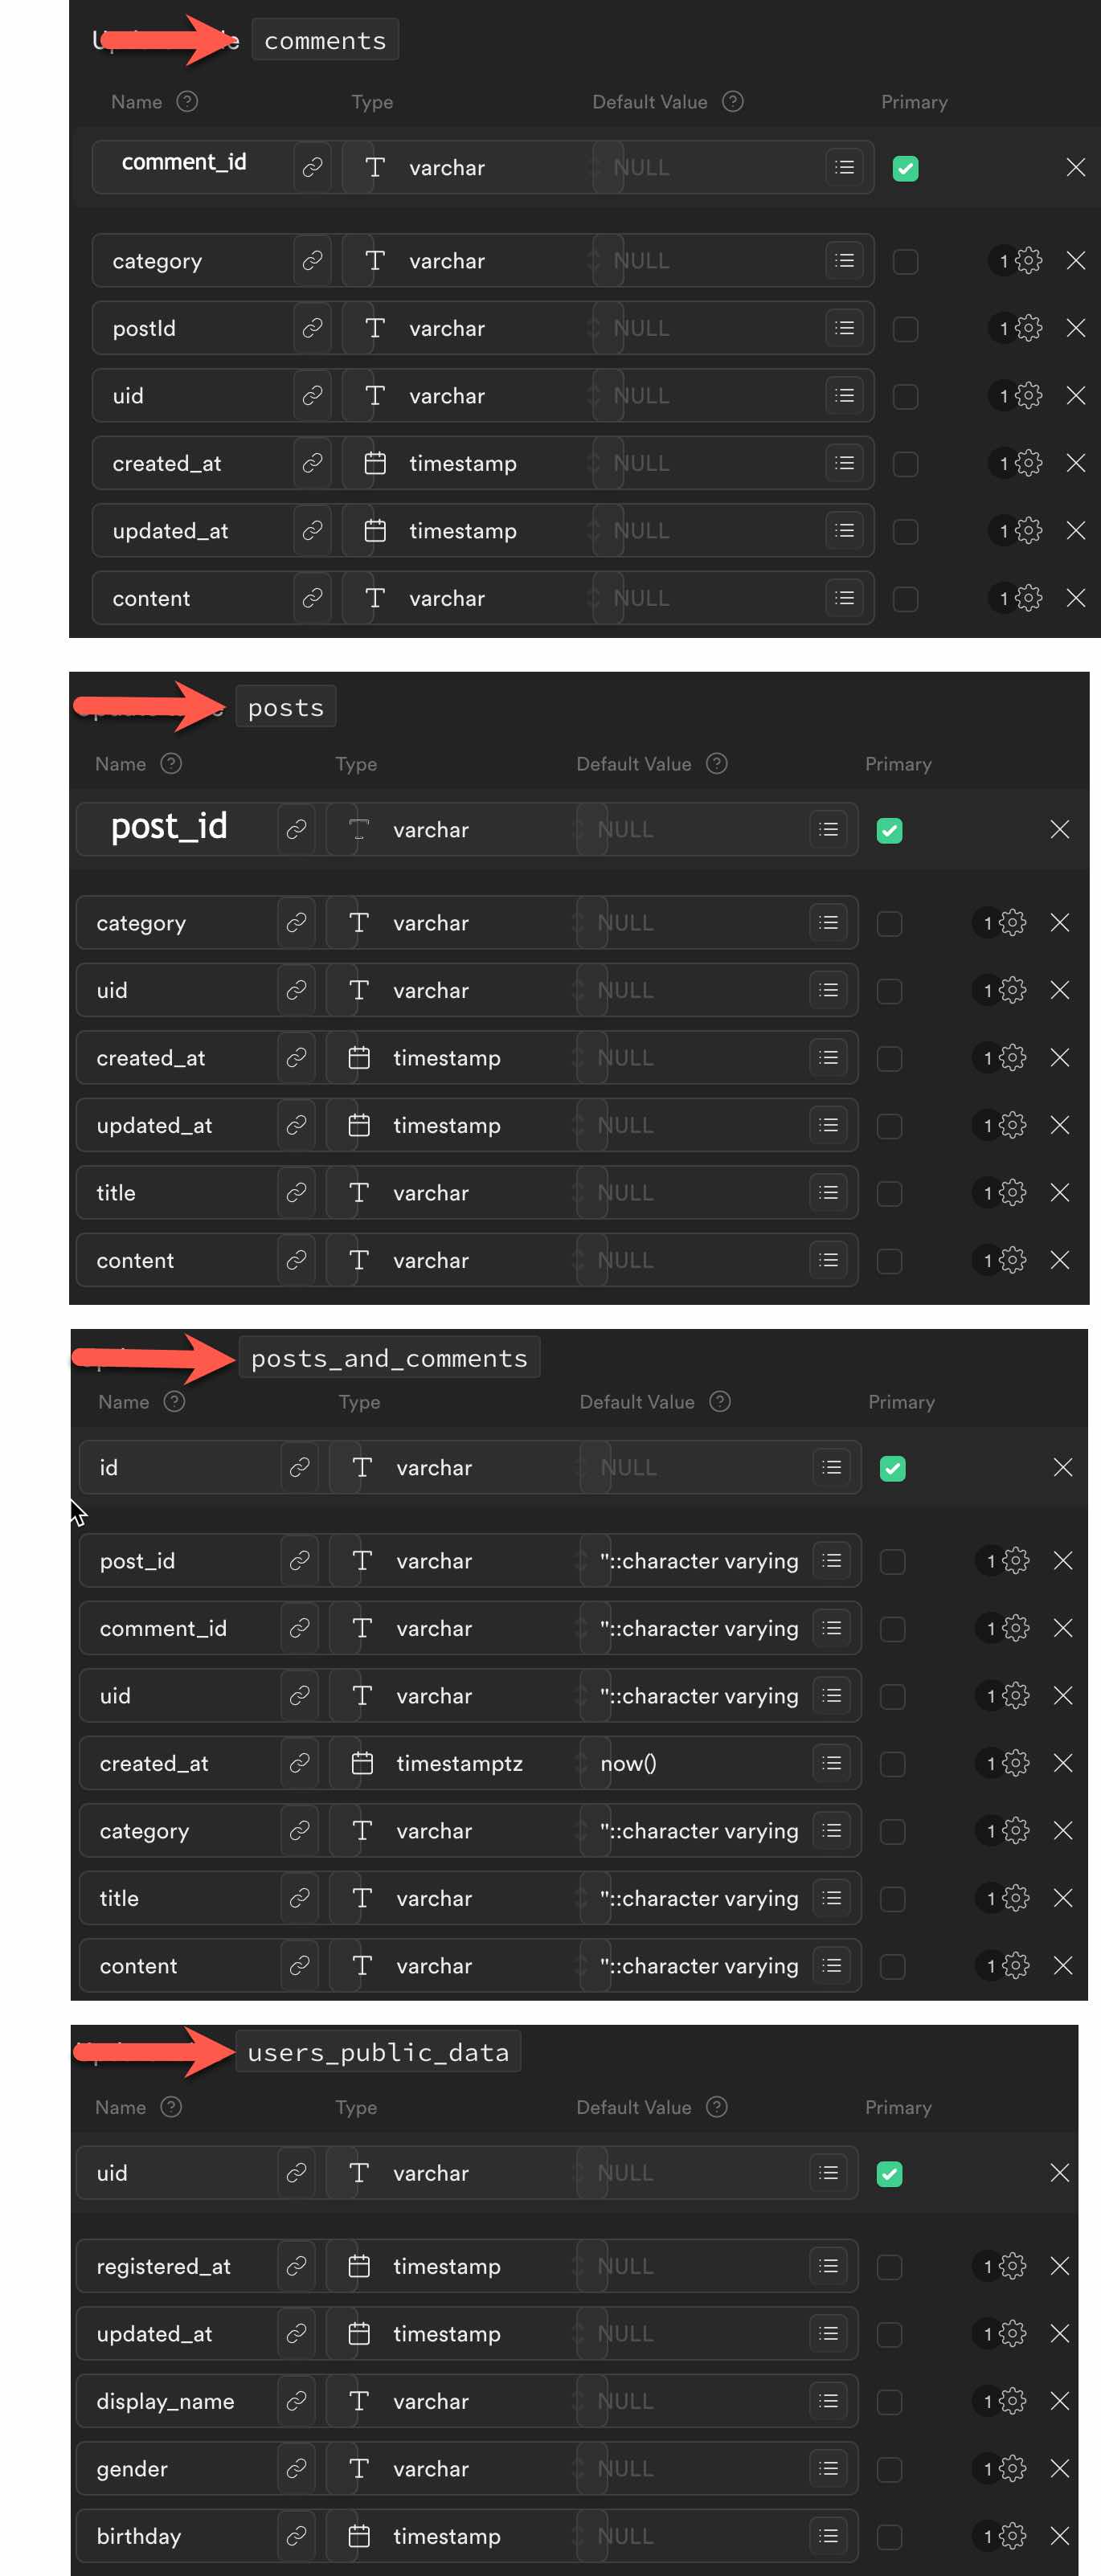 comments
Name ? Type Default Value ? Primary
comment_id T varchar NULL
category T varchar NULL 1
postId T varchar NULL 1
uid T varchar NULL 1
created_at timestamp NULL 1
updated_at timestamp NULL 1
content T varchar NULL 1
posts
Name ? Type Default Value ? Primary
post_id T varchar NULL
category T varchar NULL 1
uid T varchar NULL 1
created_at timestamp NULL 1
updated_at timestamp NULL 1
title T varchar NULL 1
content T varchar NULL 1
posts_and_comments
Name ? Type Default Value ? Primary
id T varchar NULL
post_id T varchar ''::character varying 1
comment_id T varchar ''::character varying 1
uid T varchar ''::character varying 1
created_at timestamptz now() 1
category T varchar ''::character varying 1
title T varchar ''::character varying 1
content T varchar ''::character varying 1
users_public_data
Name ? Type Default Value ? Primary
uid T varchar NULL
registered_at timestamp NULL 1
updated_at timestamp NULL 1
display_name T varchar NULL 1
gender T varchar NULL 1
birthday timestamp NULL 1